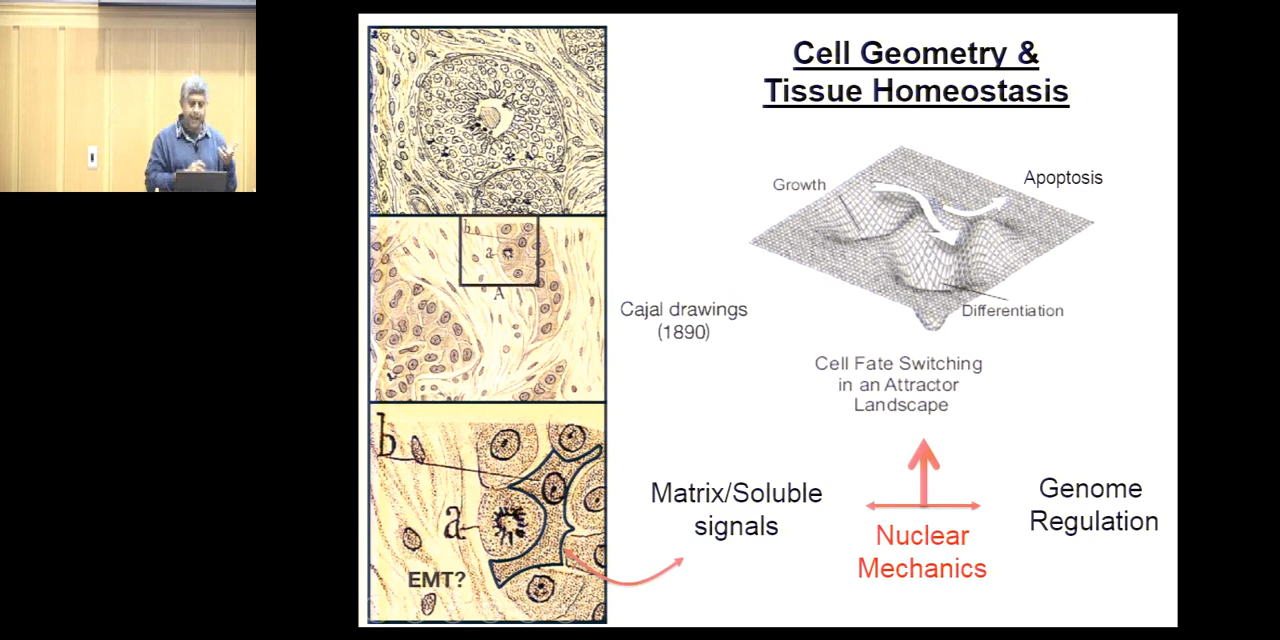 Cell Geometry &
Tissue Homeostasis
Growth
Apoptosis
Differentiation
Cell Fate Switching
in an Attractor
Landscape
Cajal drawings
(1890)
b
a
A
b
a
EMT?
Matrix/Soluble
signals
Nuclear
Mechanics
Genome
Regulation